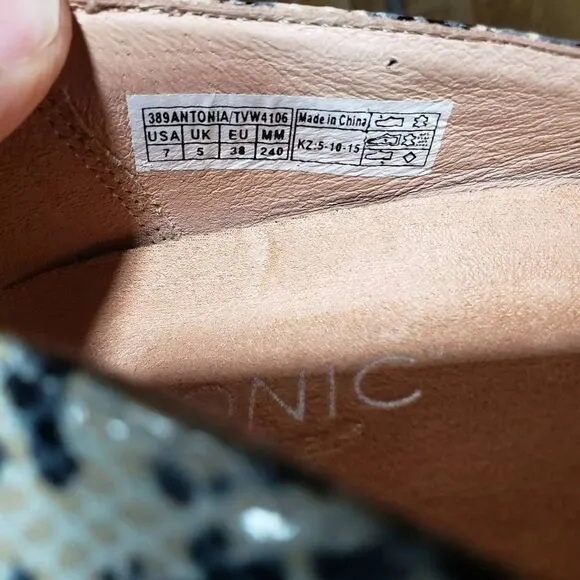 389ANTONIA/TVW4106 Made in China
USA UK EU MM
7 5 38 240 KZ:5-10-15
ONIC